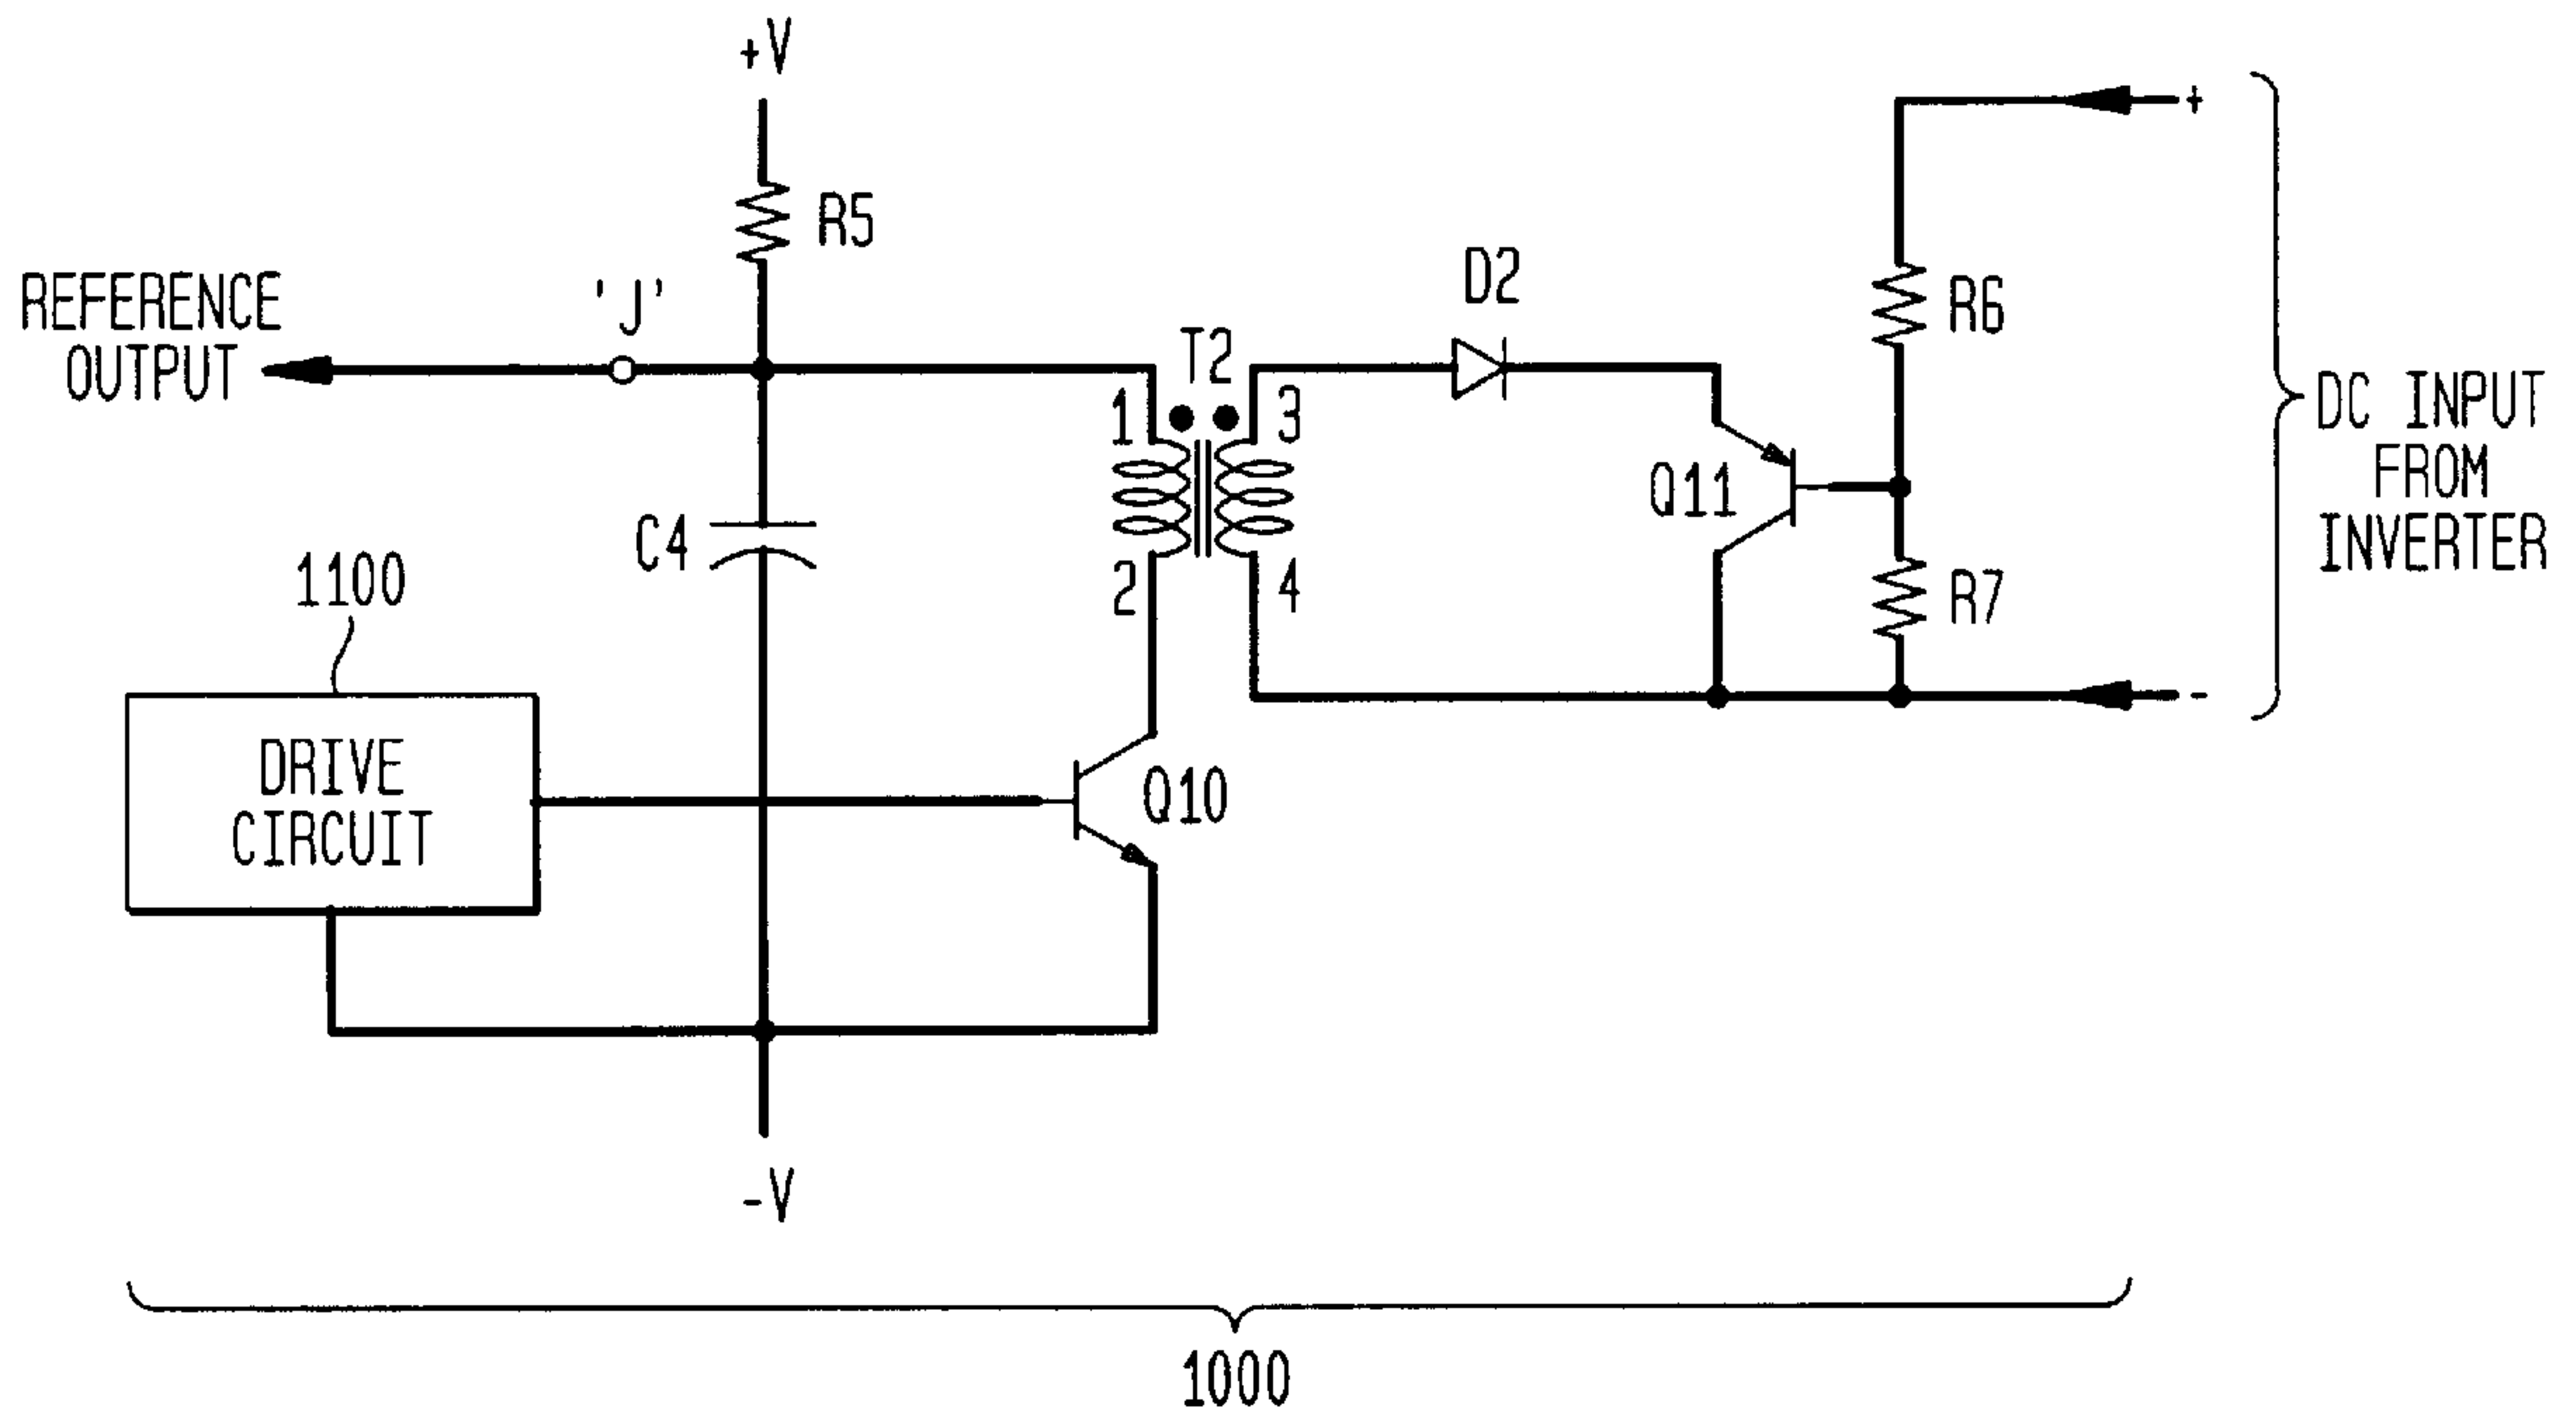 +V
R5
REFERENCE
OUTPUT
'J'
C4
1100
DRIVE
CIRCUIT
-V
T2
1
2
3
4
Q10
D2
Q11
R6
R7
+
-
DC INPUT
FROM
INVERTER
1000